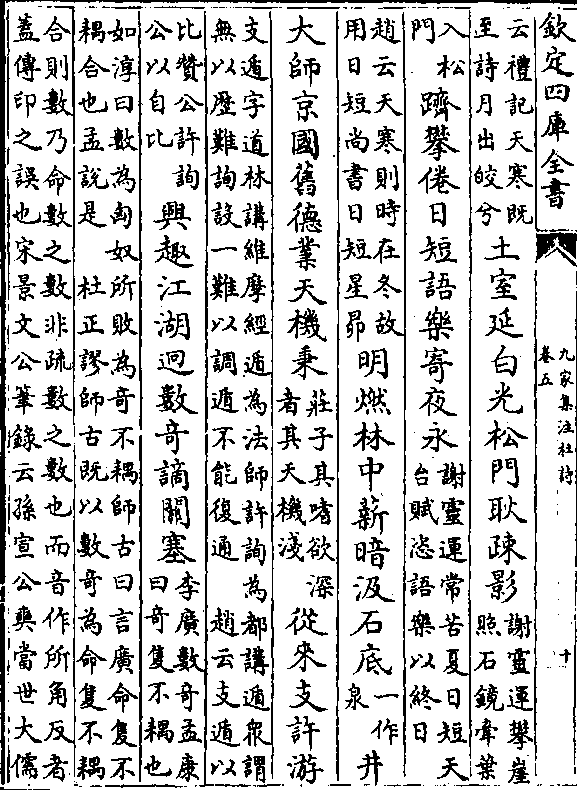 欽定四庫全書
九家集注杜詩
卷五
十
云禮記天寒既
至詩月出皎兮
土室延白光松門耿疎影
謝靈運攀崖
照石鏡牽葉
入松
門
躋攀倦日短語樂寄夜永
謝靈運常苦夏日短天
台賦恣語樂以終日
趙云天寒則時在冬故
用日短尚書日短星昴
明燃林中薪暗汲石底
一作
泉
井
大師京國舊德業天機秉
莊子其嗜欲深
者其天機淺
從來支許游
支遁字道林講維摩經遁為法師許詢為都講遁衆謂
無以歴難詢設一難以調遁不能復通 趙云支遁以
比贊公許詢
公以自比
興趣江湖迥數奇謫關塞
李廣數奇孟康
曰奇隻不耦也
如淳曰數為匈奴所敗為奇不耦師古曰言廣命隻不
耦合也孟說是 杜正謬師古既以數奇為命隻不耦
合則數乃命數之數非疏數之數也而音作所角反者
蓋傳印之誤也宋景文公筆錄云孫宣公奭當世大儒